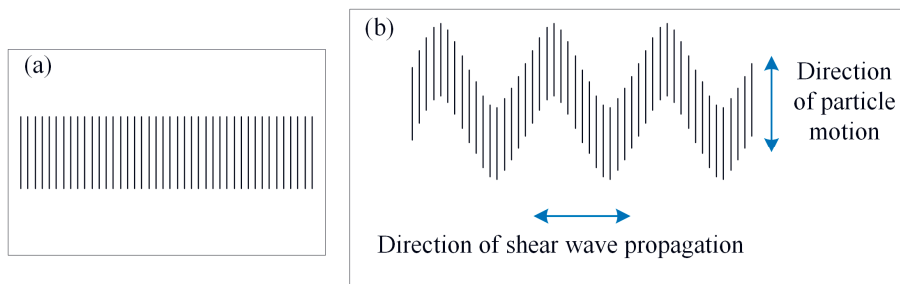 (a)
(b)
Direction
of particle
motion
Direction of shear wave propagation